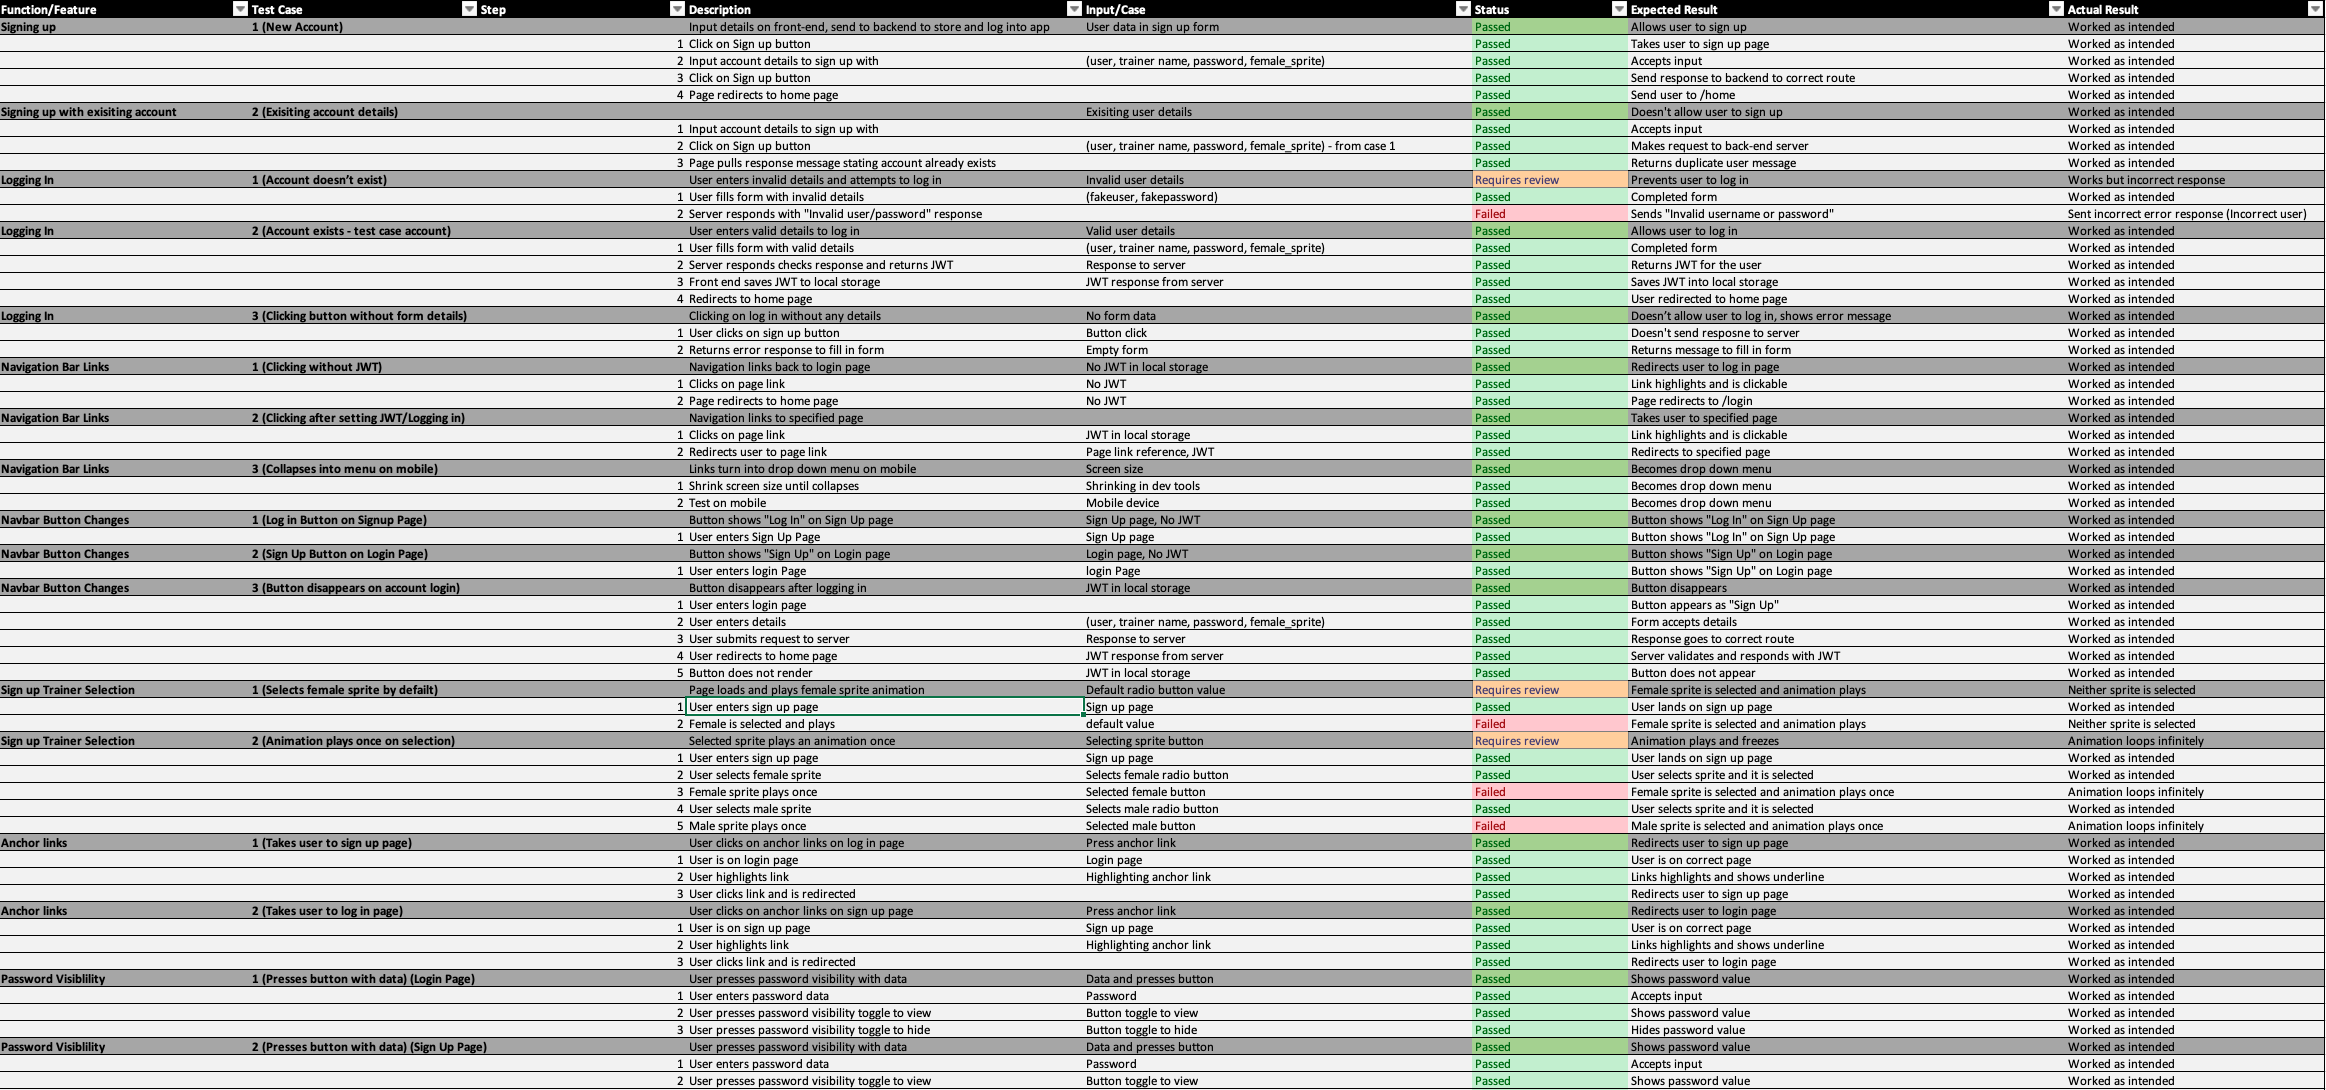 Function/Feature Test Case Step Description Input/Case Status Expected Result Actual Result
Signing up 1 (New Account) Input details on front-end, send to backend to store and log into app User data in sign up form Passed Allows user to sign up Worked as intended
1 Click on Sign up button Passed Takes user to sign up page Worked as intended
2 Input account details to sign up with (user, trainer name, password, female_sprite) Passed Accepts input Worked as intended
3 Click on Sign up button Passed Send response to backend to correct route Worked as intended
4 Page redirects to home page Passed Send user to /home Worked as intended
Signing up with exisiting account 2 (Exisiting account details) Exisiting user details Passed Doesn't allow user to sign up Worked as intended
1 Input account details to sign up with Passed Accepts input Worked as intended
2 Click on Sign up button (user, trainer name, password, female_sprite) - from case 1 Passed Makes request to back-end server Worked as intended
3 Page pulls response message stating account already exists Passed Returns duplicate user message Worked as intended
Logging In 1 (Account doesn't exist) User enters invalid details and attempts to log in Invalid user details Requires review Prevents user to log in Works but incorrect response
1 User fills form with invalid details (fakeuser, fakepassword) Passed Completed form Worked as intended
2 Server responds with "Invalid user/password" response Failed Sends "Invalid username or password" Sent incorrect error response (Incorrect user)
Logging In 2 (Account exists - test case account) User enters valid details to log in Valid user details Passed Allows user to log in Worked as intended
1 User fills form with valid details (user, trainer name, password, female_sprite) Passed Completed form Worked as intended
2 Server responds checks response and returns JWT Response to server Passed Returns JWT for the user Worked as intended
3 Front end saves JWT to local storage JWT response from server Passed Saves JWT into local storage Worked as intended
4 Redirects to home page Passed User redirected to home page Worked as intended
Logging In 3 (Clicking button without form details) Clicking on log in without any details No form data Passed Doesn't allow user to log in, shows error message Worked as intended
1 User clicks on sign up button Button click Passed Doesn't send resposne to server Worked as intended
2 Returns error response to fill in form Empty form Passed Returns message to fill in form Worked as intended
Navigation Bar Links 1 (Clicking without JWT) Navigation links back to login page No JWT in local storage Passed Redirects user to log in page Worked as intended
1 Clicks on page link No JWT Passed Link highlights and is clickable Worked as intended
2 Page redirects to home page No JWT Passed Page redirects to /login Worked as intended
Navigation Bar Links 2 (Clicking after setting JWT/Logging in) Navigation links to specified page Passed Takes user to specified page Worked as intended
1 Clicks on page link JWT in local storage Passed Link highlights and is clickable Worked as intended
2 Redirects user to page link Page link reference, JWT Passed Redirects to specified page Worked as intended
Navigation Bar Links 3 (Collapses into menu on mobile) Links turn into drop down menu on mobile Screen size Passed Becomes drop down menu Worked as intended
1 Shrink screen size until collapses Shrinking in dev tools Passed Becomes drop down menu Worked as intended
2 Test on mobile Mobile device Passed Becomes drop down menu Worked as intended
Navbar Button Changes 1 (Log in Button on Signup Page) Button shows "Log In" on Sign Up page Sign Up page, No JWT Passed Button shows "Log In" on Sign Up page Worked as intended
1 User enters Sign Up Page Sign Up page Passed Button shows "Log In" on Sign Up page Worked as intended
Navbar Button Changes 2 (Sign Up Button on Login Page) Button shows "Sign Up" on Login page Login page, No JWT Passed Button shows "Sign Up" on Login page Worked as intended
1 User enters login Page login Page Passed Button shows "Sign Up" on Login page Worked as intended
Navbar Button Changes 3 (Button disappears on account login) Button disappears after logging in JWT in local storage Passed Button disappears Worked as intended
1 User enters login page Passed Button appears as "Sign Up" Worked as intended
2 User enters details (user, trainer name, password, female_sprite) Passed Form accepts details Worked as intended
3 User submits request to server Response to server Passed Response goes to correct route Worked as intended
4 User redirects to home page JWT response from server Passed Server validates and responds with JWT Worked as intended
5 Button does not render JWT in local storage Passed Button does not appear Worked as intended
Sign up Trainer Selection 1 (Selects female sprite by defailt) Page loads and plays female sprite animation Default radio button value Requires review Female sprite is selected and animation plays Neither sprite is selected
1 User enters sign up page Sign up page Passed User lands on sign up page Worked as intended
2 Female is selected and plays default value Failed Female sprite is selected and animation plays Neither sprite is selected
Sign up Trainer Selection 2 (Animation plays once on selection) Selected sprite plays an animation once Selecting sprite button Requires review Animation plays and freezes Animation loops infinitely
1 User enters sign up page Sign up page Passed User lands on sign up page Worked as intended
2 User selects female sprite Selects female radio button Passed User selects sprite and it is selected Worked as intended
3 Female sprite plays once Selected female button Failed Female sprite is selected and animation plays once Animation loops infinitely
4 User selects male sprite Selects male radio button Passed User selects sprite and it is selected Worked as intended
5 Male sprite plays once Selected male button Failed Male sprite is selected and animation plays once Animation loops infinitely
Anchor links 1 (Takes user to sign up page) User clicks on anchor links on log in page Press anchor link Passed Redirects user to sign up page Worked as intended
1 User is on login page Login page Passed User is on correct page Worked as intended
2 User highlights link Highlighting anchor link Passed Links highlights and shows underline Worked as intended
3 User clicks link and is redirected Passed Redirects user to sign up page Worked as intended
Anchor links 2 (Takes user to log in page) User clicks on anchor links on sign up page Press anchor link Passed Redirects user to login page Worked as intended
1 User is on sign up page Sign up page Passed User is on correct page Worked as intended
2 User highlights link Highlighting anchor link Passed Links highlights and shows underline Worked as intended
3 User clicks link and is redirected Passed Redirects user to login page Worked as intended
Password Visiblility 1 (Presses button with data) (Login Page) User presses password visibility with data Data and presses button Passed Shows password value Worked as intended
1 User enters password data Password Passed Accepts input Worked as intended
2 User presses password visibility toggle to view Button toggle to view Passed Shows password value Worked as intended
3 User presses password visibility toggle to hide Button toggle to hide Passed Hides password value Worked as intended
Password Visiblility 2 (Presses button with data) (Sign Up Page) User presses password visibility with data Data and presses button Passed Shows password value Worked as intended
1 User enters password data Password Passed Accepts input Worked as intended
2 User presses password visibility toggle to view Button toggle to view Passed Shows password value Worked as intended